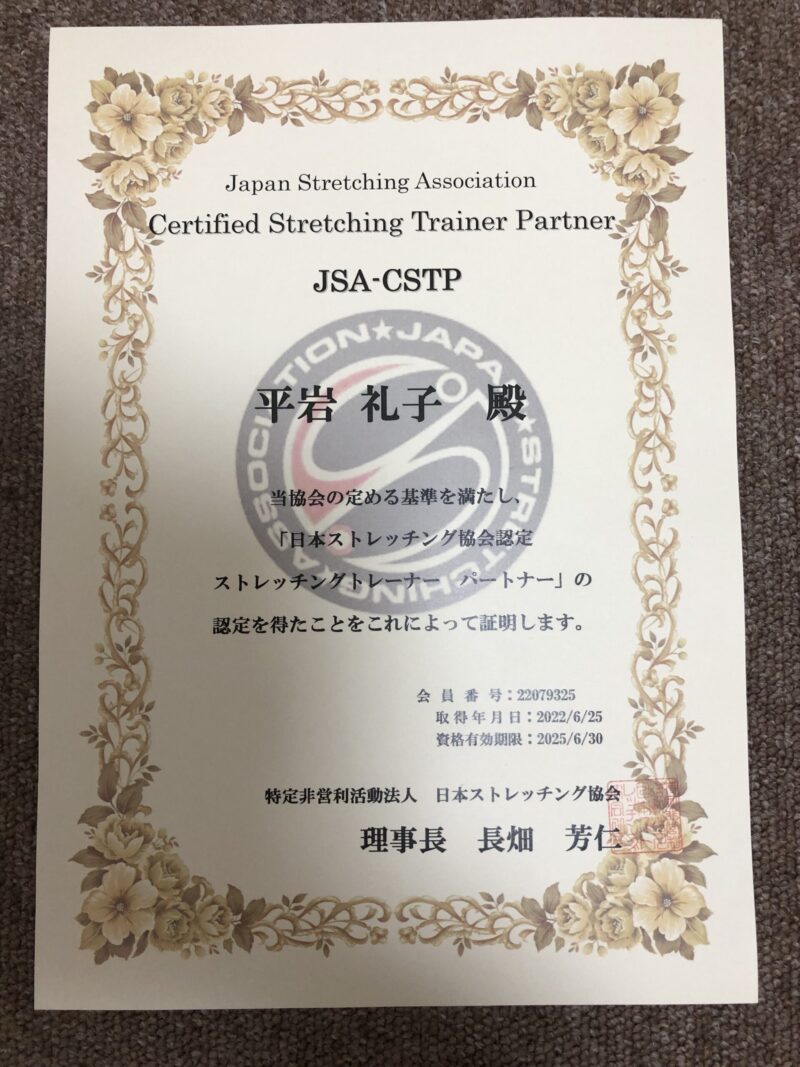 Japan Stretching Association
Certified Stretching Trainer Partner
JSA-CSTP
平岩 礼子 殿
当協会の定める基準を満たし、
「日本ストレッチング協会認定
ストレッチングトレーナー パートナー」の
認定を得たことをこれによって証明します。
会員番号：22079325
取得年月日：2022/6/25
資格有効期限：2025/6/30
特定非営利活動法人 日本ストレッチング協会
理事長 長畑 芳仁
JAPAN STRETCHING ASSOCIATION